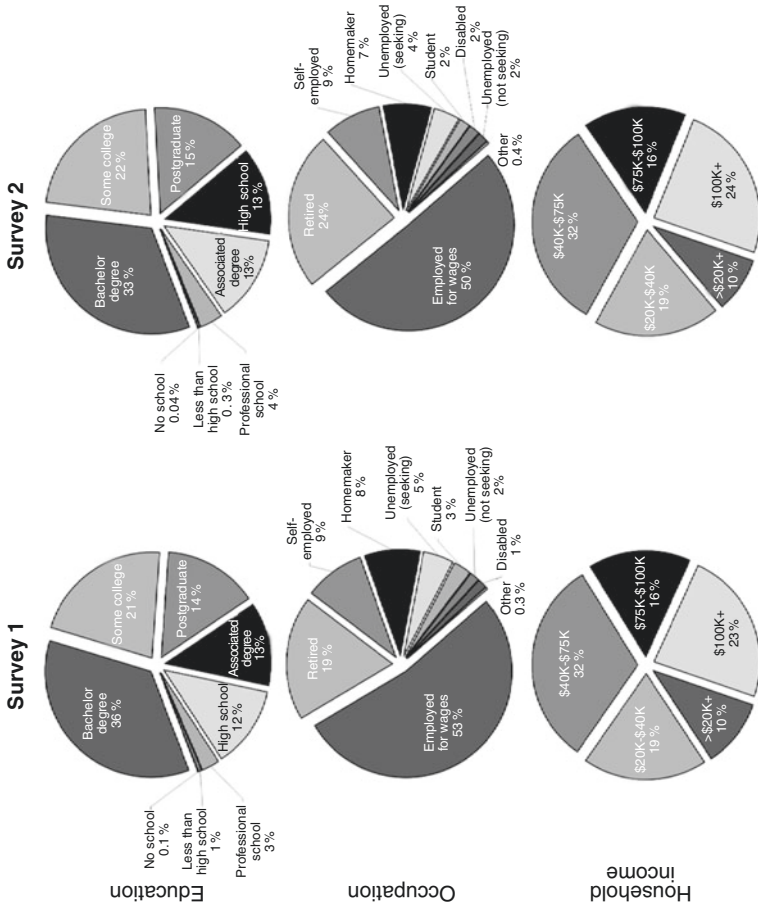 Survey 1
Survey 2
Education
Bachelor
degree
36 %
Some college
21 %
Postgraduate
14 %
Associated
degree
13%
High school
12 %
Professional
school
3 %
Less than
high school
1 %
No school
0.1 %
Bachelor
degree
33 %
Some college
22 %
Postgraduate
15 %
High school
13 %
Associated
degree
13%
Professional
school
4 %
Less than
high school
0. 3 %
No school
0.04 %
Occupation
Employed
for wages
53 %
Retired
19 %
Self-
employed
9 %
Homemaker
8%
Unemployed
(seeking)
5 %
Student
3 %
Unemployed
(not seeking)
2%
Disabled
1 %
Other
0.3 %
Employed
for wages
50 %
Retired
24%
Self-
employed
9 %
Homemaker
7 %
Unemployed
(seeking)
4 %
Student
2 %
Disabled
2 %
Unemployed
(not seeking)
2%
Other
0.4 %
Household
income
$40K-$75K
32 %
$75K-$100K
16 %
$100K+
23 %
>$20K+
10 %
$20K-$40K
19 %
$40K-$75K
32 %
$75K-$100K
16 %
$100K+
24 %
>$20K+
10 %
$20K-$40K
19 %